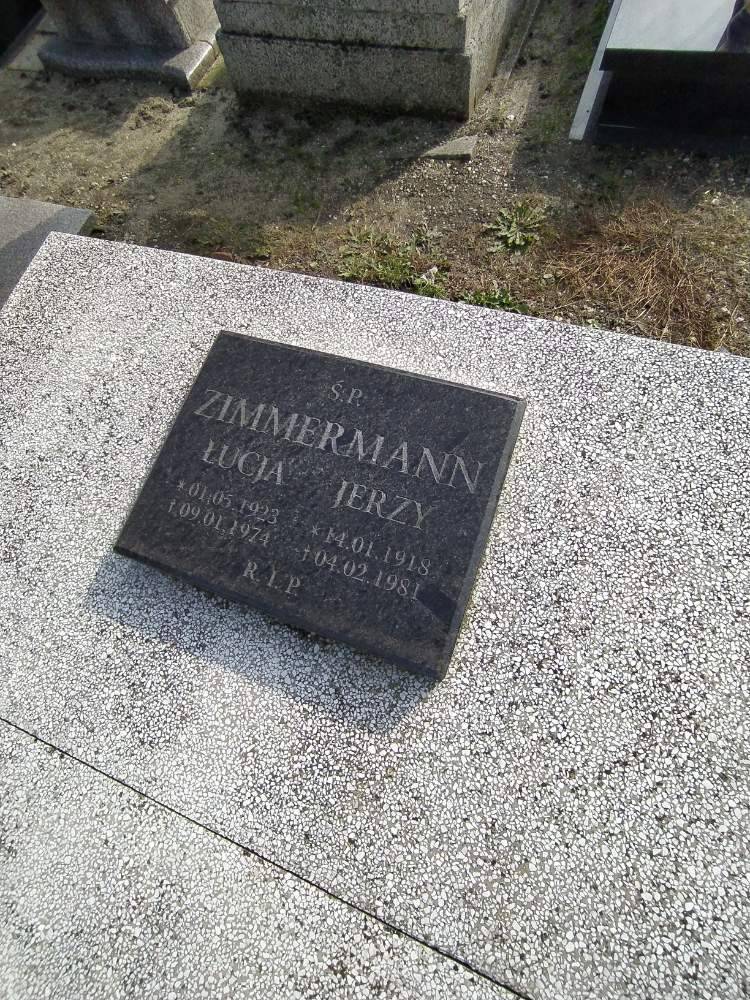 Ś.P.
ZIMMERMANN
ŁUCJA JERZY
*01.05.1923 *14.01.1918
†09.01.1974 †04.02.1981
R.I.P.